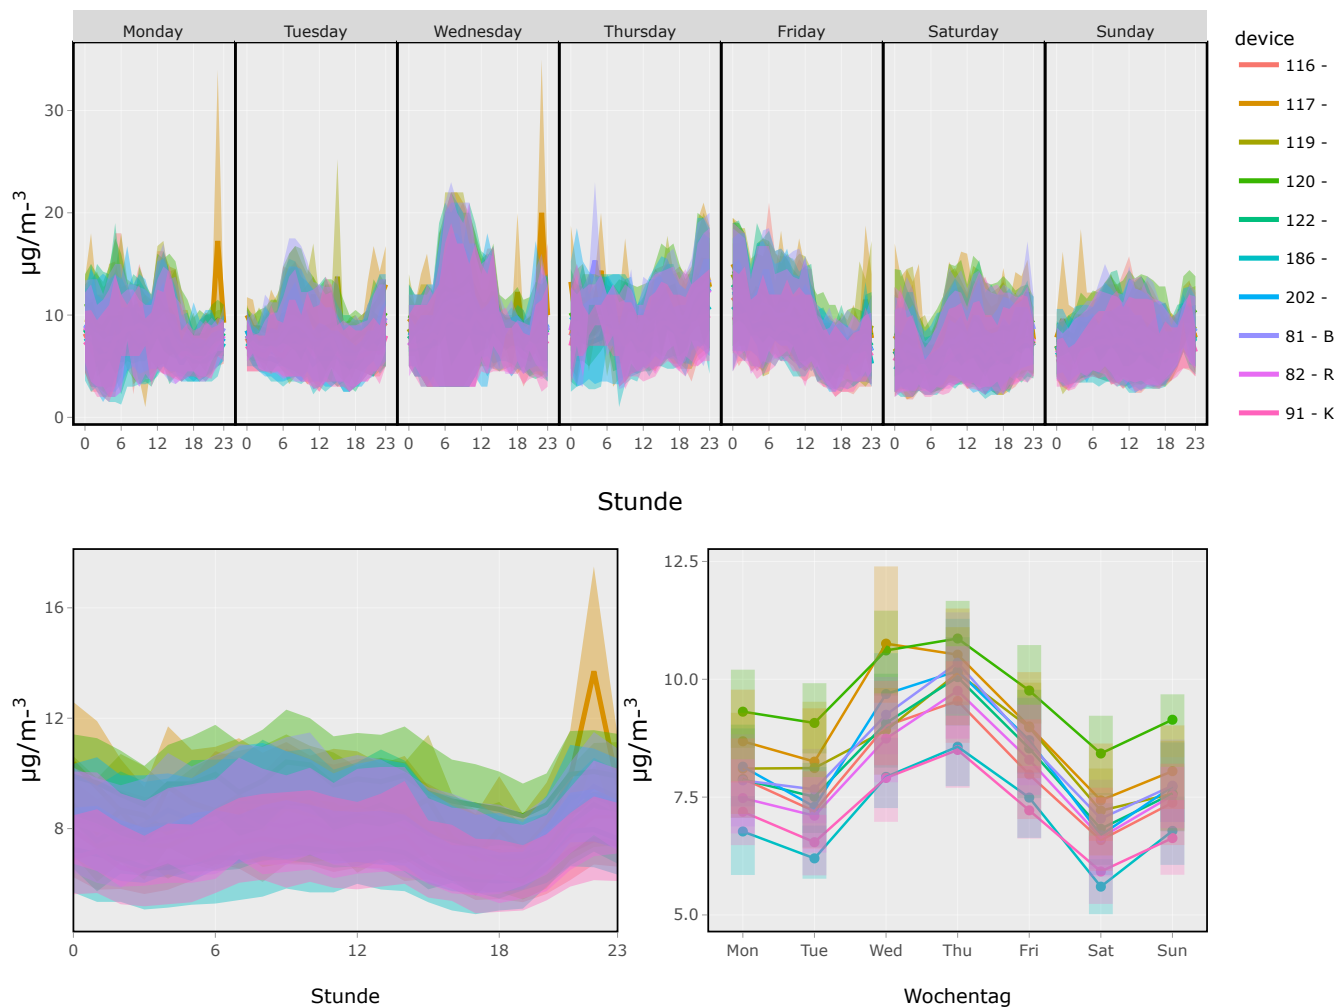 Monday Tuesday Wednesday Thursday Friday Saturday Sunday
device
116 -
117 -
119 -
120 -
122 -
186 -
202 -
81 - B
82 - R
91 - K
µg/m-³
30
20
10
0
0 6 12 18 23 0 6 12 18 23 0 6 12 18 23 0 6 12 18 23 0 6 12 18 23 0 6 12 18 23 0 6 12 18 23
Stunde
µg/m-³
16
12
8
0 6 12 18 23
Stunde
µg/m-³
12.5
10.0
7.5
5.0
Mon Tue Wed Thu Fri Sat Sun
Wochentag